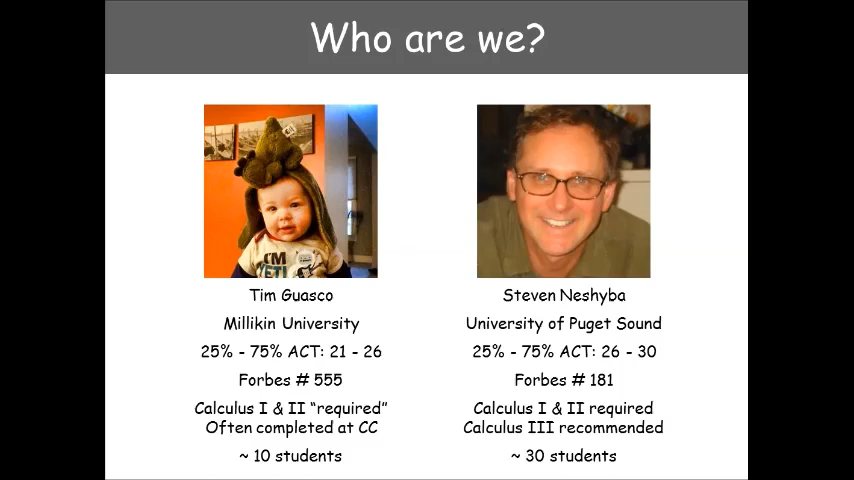 Who are we?
I'M
YETI
Tim Guasco
Millikin University
25% - 75% ACT: 21 - 26
Forbes # 555
Calculus I & II “required”
Often completed at CC
~ 10 students
Steven Neshyba
University of Puget Sound
25% - 75% ACT: 26 - 30
Forbes # 181
Calculus I & II required
Calculus III recommended
~ 30 students